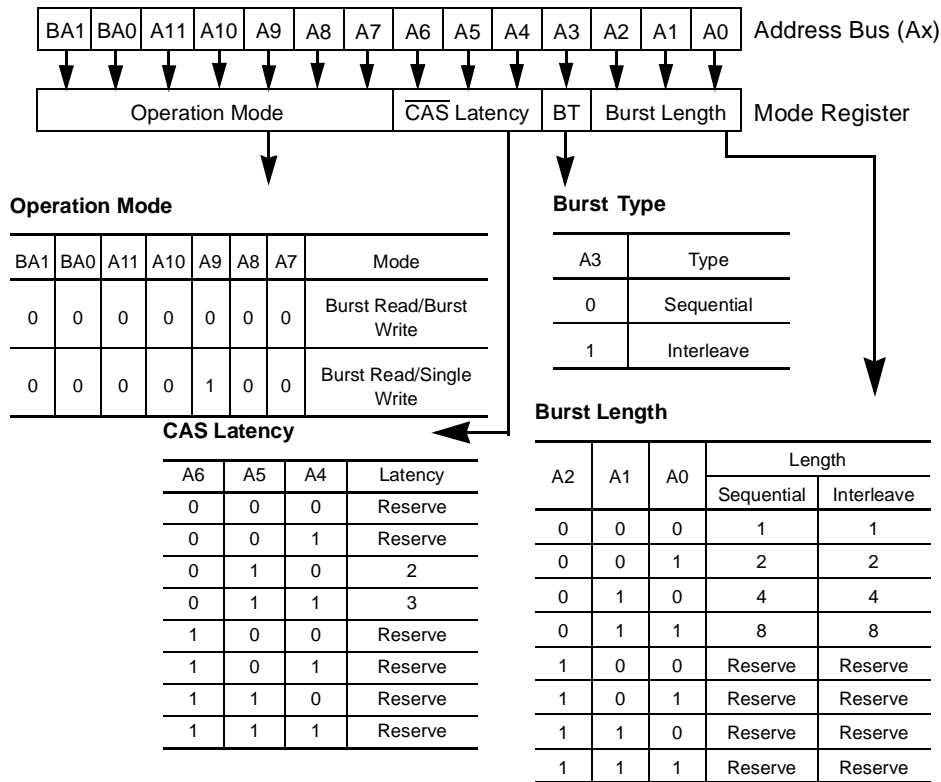 BA1 BA0 A11 A10 A9 A8 A7 A6 A5 A4 A3 A2 A1 A0 Address Bus (Ax)
Operation Mode CAS Latency BT Burst Length Mode Register
Operation Mode
BA1 BA0 A11 A10 A9 A8 A7 Mode
0 0 0 0 0 0 0 Burst Read/Burst
Write
0 0 0 0 1 0 0 Burst Read/Single
Write
Burst Type
A3 Type
0 Sequential
1 Interleave
CAS Latency
A6 A5 A4 Latency
0 0 0 Reserve
0 0 1 Reserve
0 1 0 2
0 1 1 3
1 0 0 Reserve
1 0 1 Reserve
1 1 0 Reserve
1 1 1 Reserve
Burst Length
A2 A1 A0 Length
Sequential Interleave
0 0 0 1 1
0 0 1 2 2
0 1 0 4 4
0 1 1 8 8
1 0 0 Reserve Reserve
1 0 1 Reserve Reserve
1 1 0 Reserve Reserve
1 1 1 Reserve Reserve